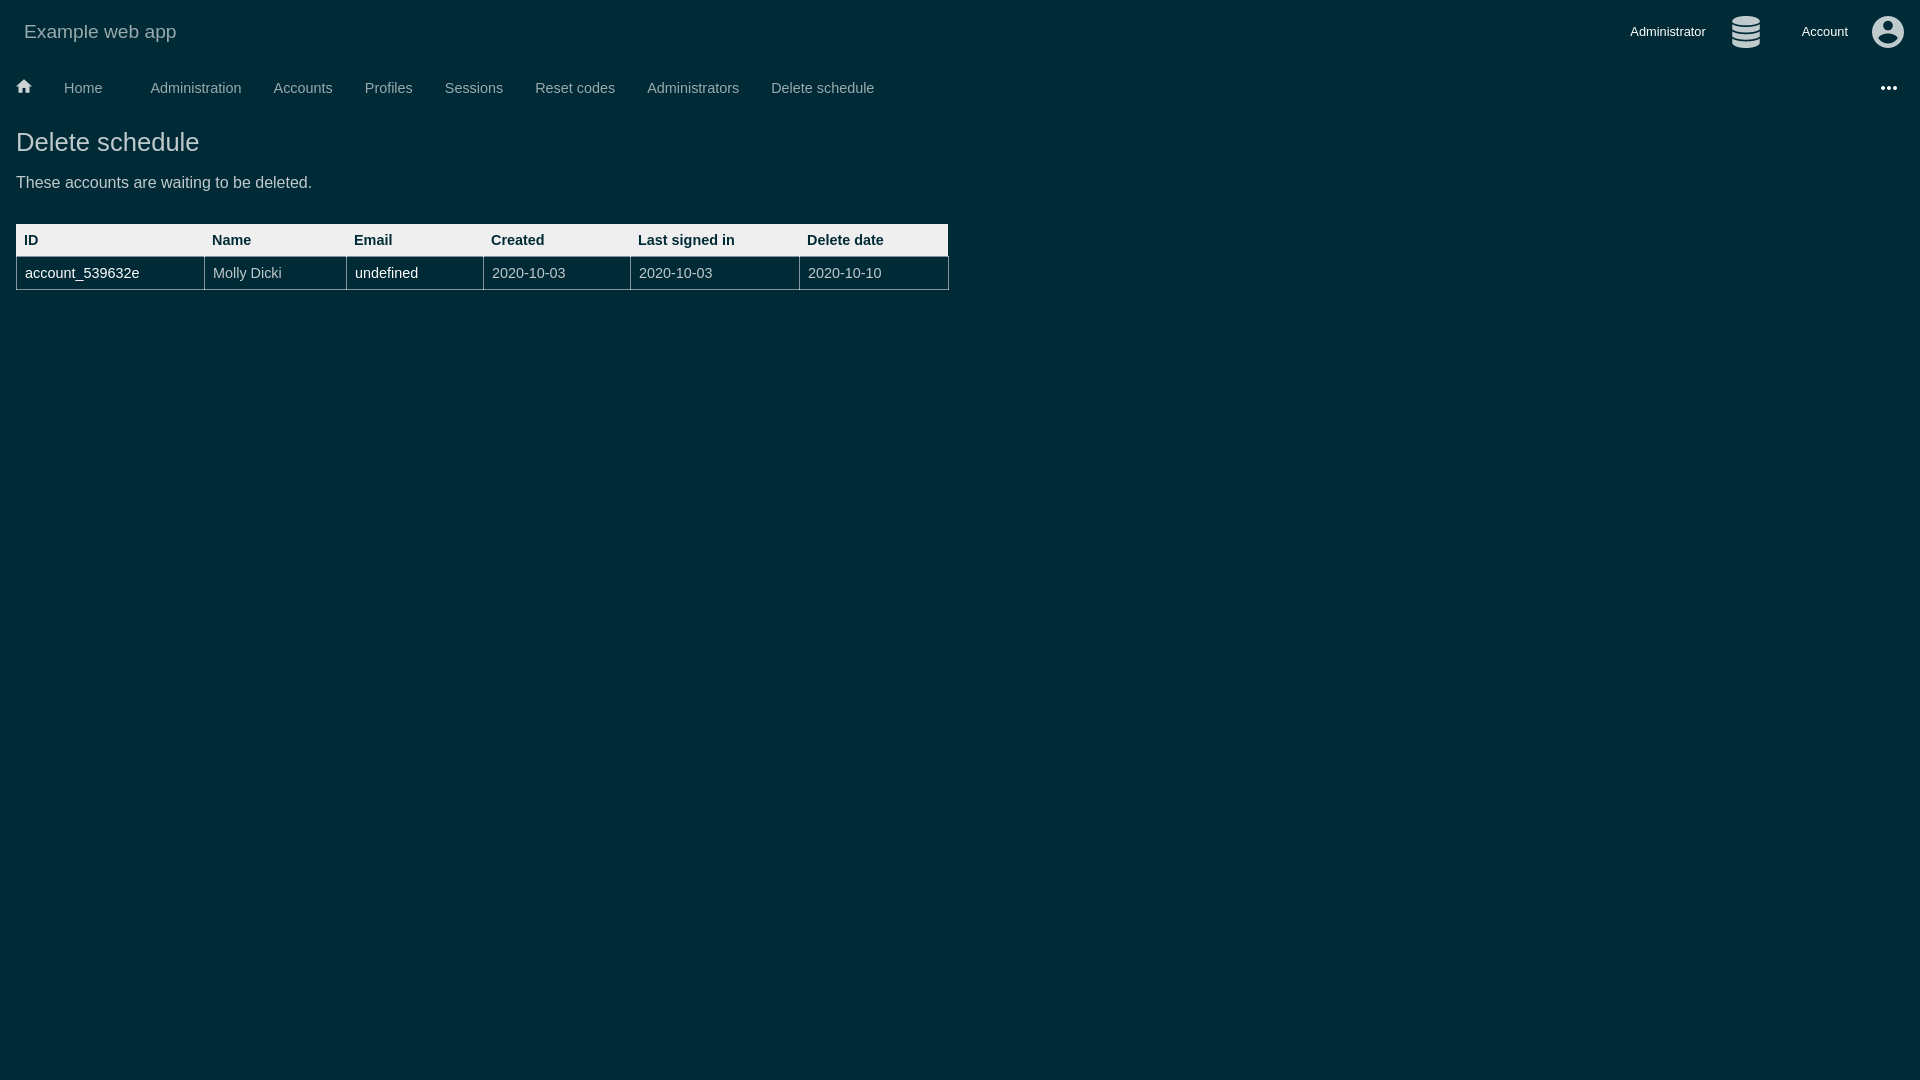 Example web app
Administrator
Account
Home Administration Accounts Profiles Sessions Reset codes Administrators Delete schedule
Delete schedule
These accounts are waiting to be deleted.
ID Name Email Created Last signed in Delete date
account_539632e Molly Dicki undefined 2020-10-03 2020-10-03 2020-10-10